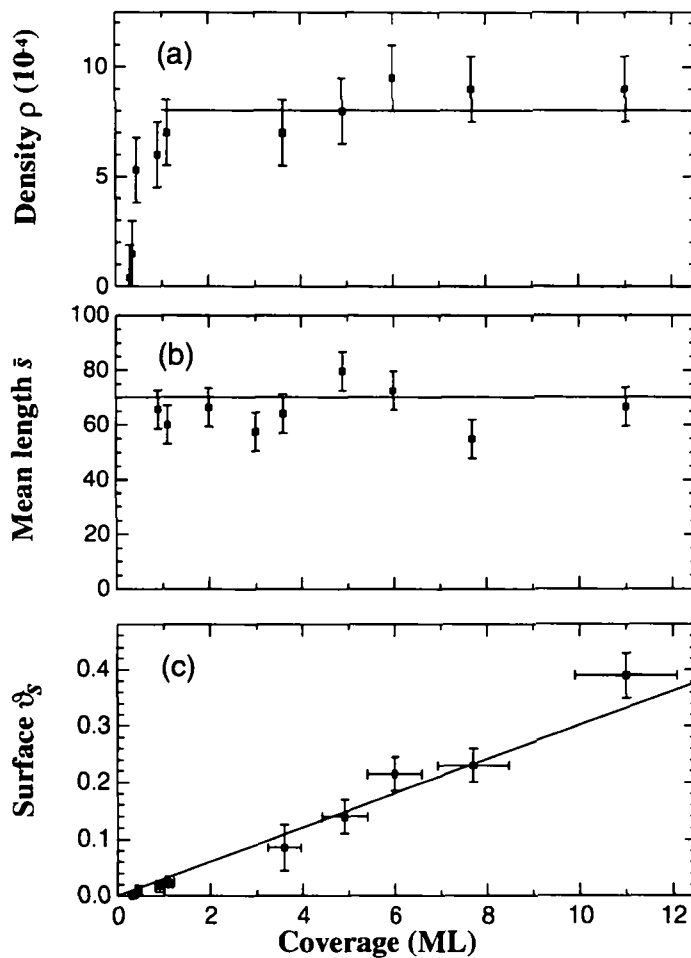 (a)
Density ρ (10⁻⁴)
10
5
0
(b)
Mean length s̄
100
80
60
40
20
0
(c)
Surface ϑₛ
0.4
0.3
0.2
0.1
0.0
0 2 4 6 8 10 12
Coverage (ML)